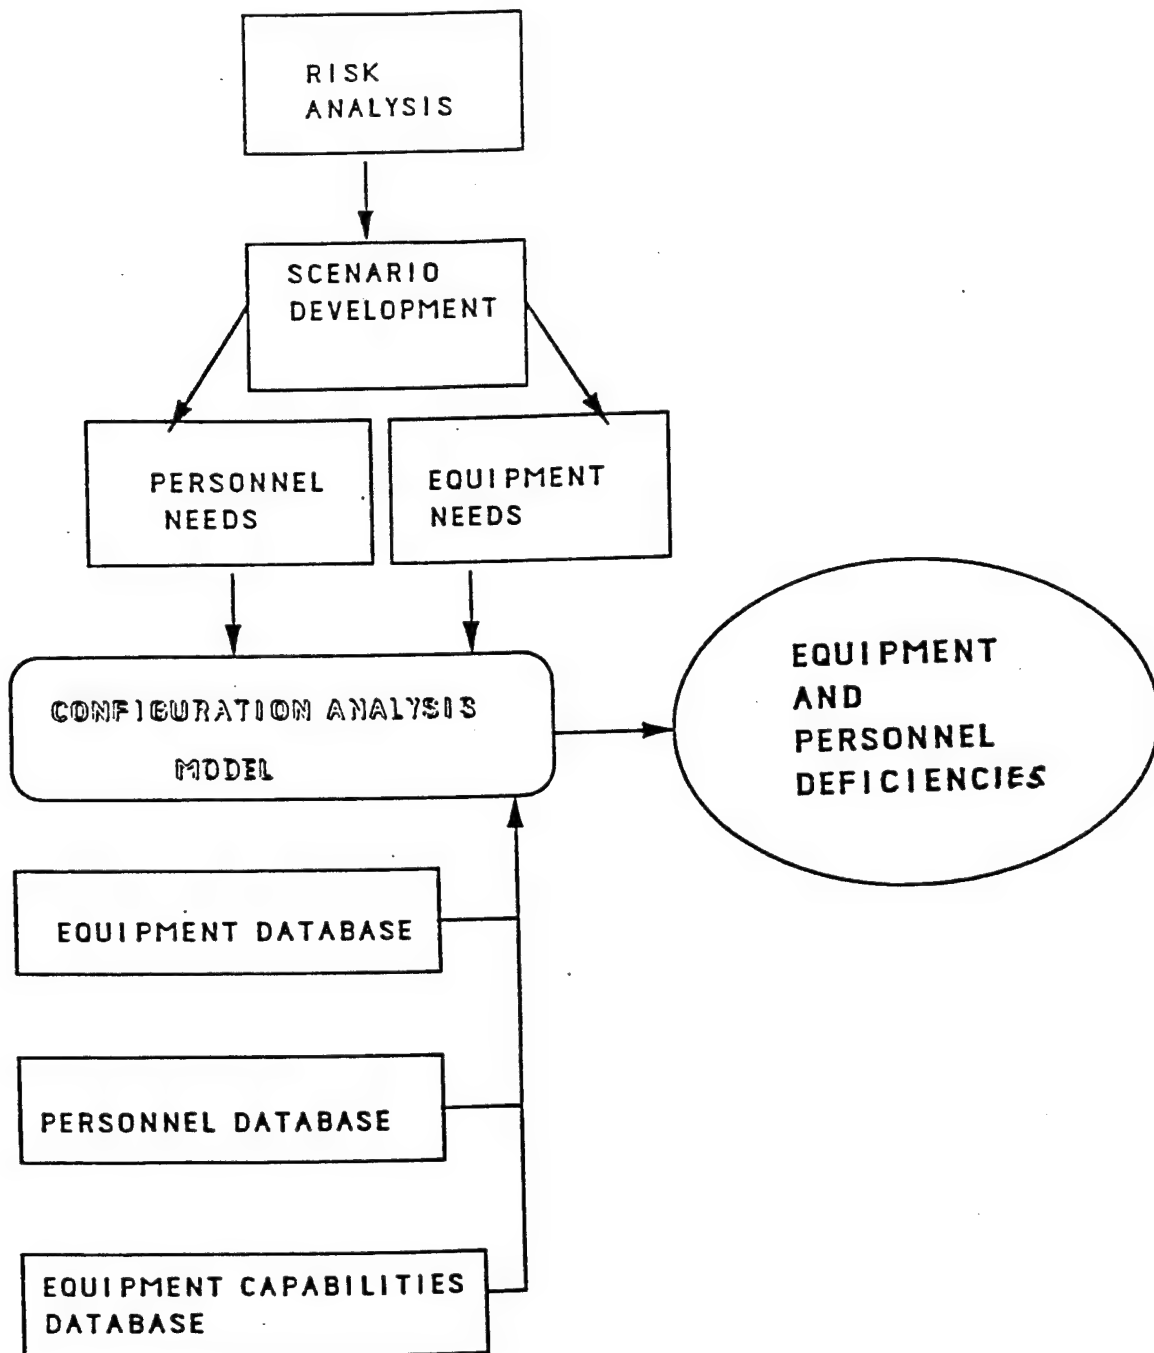 RISK
ANALYSIS
SCENARIO
DEVELOPMENT
PERSONNEL
NEEDS
EQUIPMENT
NEEDS
CONFIGURATION ANALYSIS
MODEL
EQUIPMENT
AND
PERSONNEL
DEFICIENCIES
EQUIPMENT DATABASE
PERSONNEL DATABASE
EQUIPMENT CAPABILITIES
DATABASE